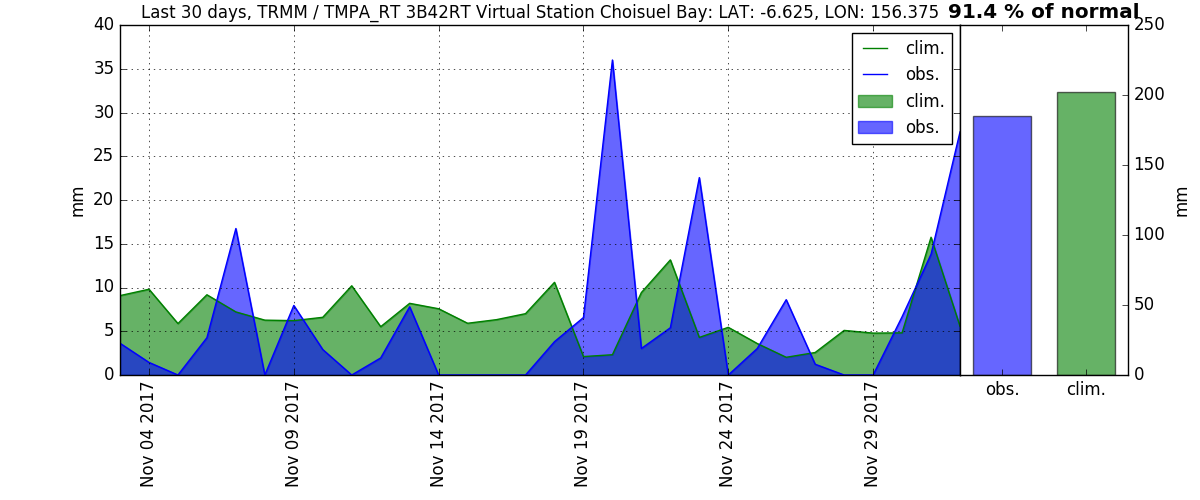 Last 30 days, TRMM / TMPA_RT 3B42RT Virtual Station Choisuel Bay: LAT: -6.625, LON: 156.375 91.4 % of normal
40
35
30
25
20
15
10
5
0
mm
clim.
obs.
clim.
obs.
250
200
150
100
50
0
mm
obs. clim.
Nov 04 2017
Nov 09 2017
Nov 14 2017
Nov 19 2017
Nov 24 2017
Nov 29 2017